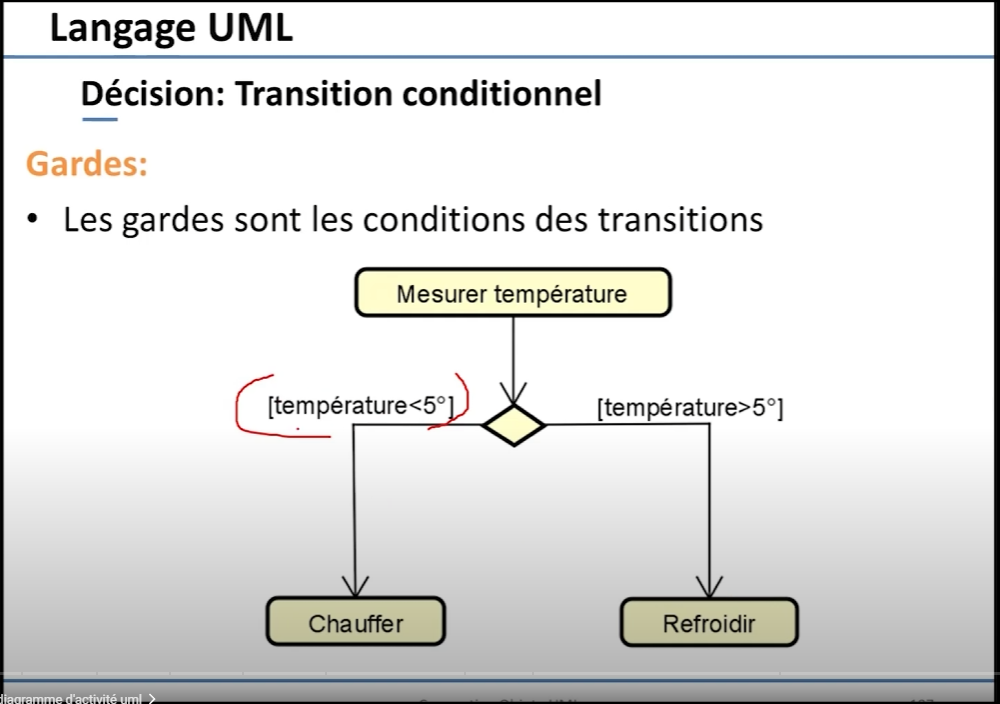 Langage UML
Décision: Transition conditionnel
Gardes:
• Les gardes sont les conditions des transitions
Mesurer température
[température<5°]
[température>5°]
Chauffer
Refroidir
diagramme d'activité uml